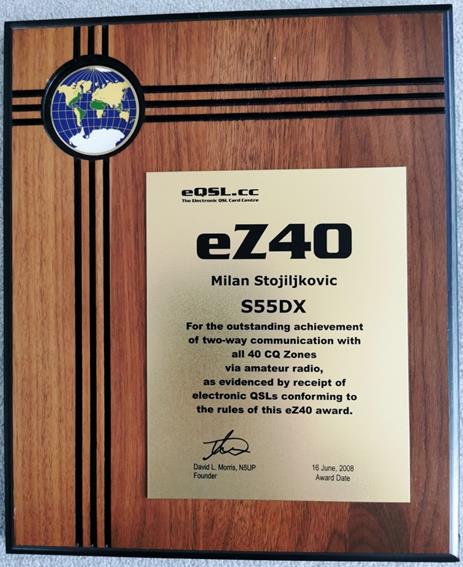 eQSL.cc
The Electronic QSL Card Centre
eZ40
Milan Stojiljkovic
S55DX
For the outstanding achievement
of two-way communication with
all 40 CQ Zones
via amateur radio,
as evidenced by receipt of
electronic QSLs conforming to
the rules of this eZ40 award.
David L. Morris, N5UP
Founder
16 June, 2008
Award Date